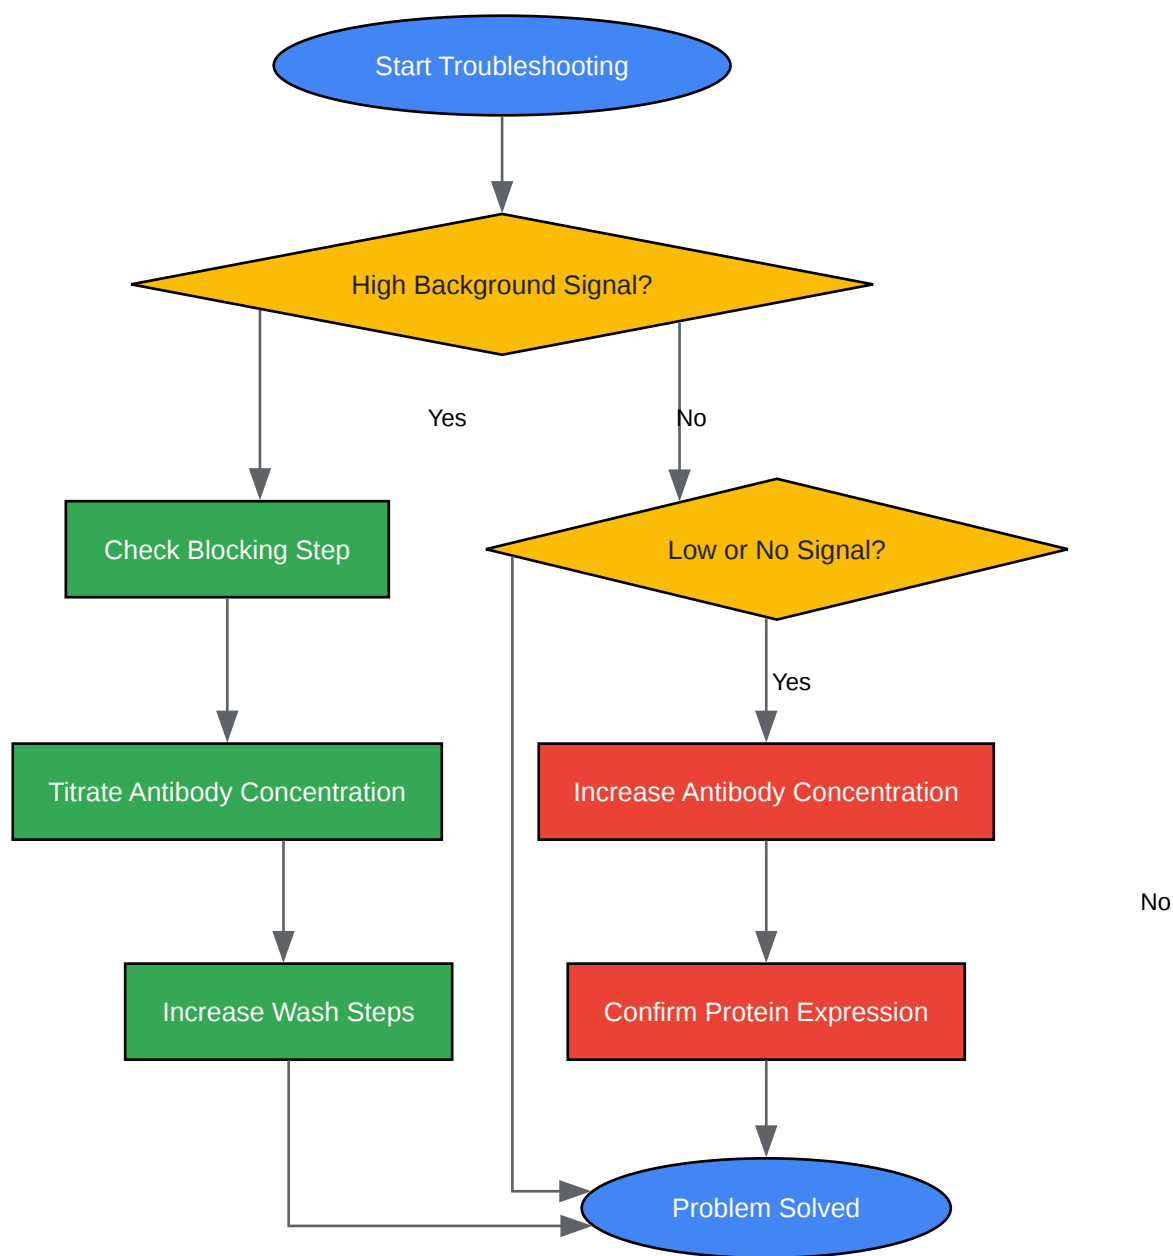 Start Troubleshooting
High Background Signal?
Yes
No
Check Blocking Step
Low or No Signal?
Yes
Titrate Antibody Concentration
Increase Antibody Concentration
No
Increase Wash Steps
Confirm Protein Expression
Problem Solved